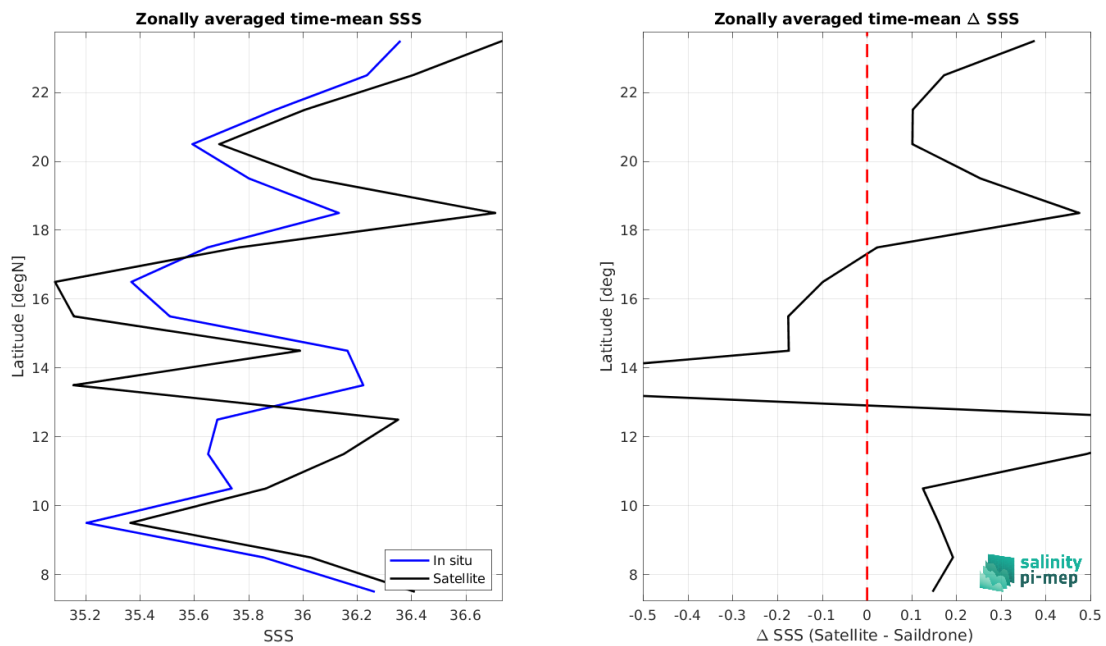 Zonally averaged time-mean SSS
22
20
18
16
14
12
10
8
Latitude [degN]
35.2 35.4 35.6 35.8 36 36.2 36.4 36.6
SSS
In situ
Satellite
Zonally averaged time-mean Δ SSS
22
20
18
16
14
12
10
8
Latitude [deg]
-0.5 -0.4 -0.3 -0.2 -0.1 0 0.1 0.2 0.3 0.4 0.5
Δ SSS (Satellite - Saildrone)
salinity
pi-mep